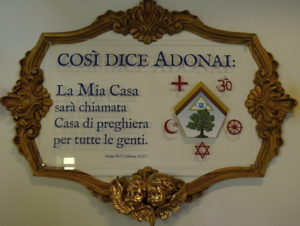 COSÌ DICE ADONAI:
La Mia Casa
sarà chiamata
Casa di preghiera
per tutte le genti.